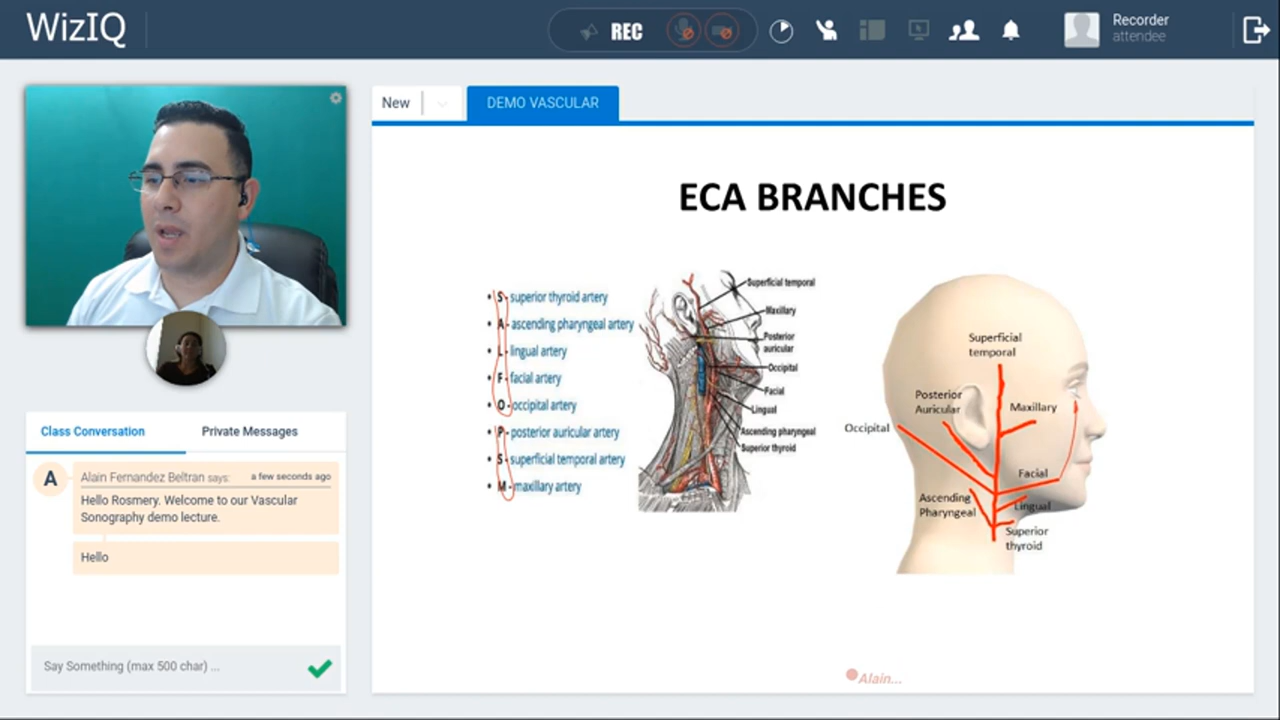 WizIQ
REC
Recorder
attendee
New
DEMO VASCULAR
ECA BRANCHES
• S- superior thyroid artery
• A- ascending pharyngeal artery
• L- lingual artery
• F- facial artery
• O- occipital artery
• P- posterior auricular artery
• S- superficial temporal artery
• M- maxillary artery
Superficial temporal
Maxillary
Posterior
auricular
Occipital
Facial
Lingual
Ascending pharyngeal
Superior thyroid
Superficial
temporal
Posterior
Auricular
Maxillary
Occipital
Facial
Ascending
Pharyngeal
Lingual
Superior
thyroid
Alain...
Class Conversation
Private Messages
A
Alain Fernandez Beltran says:
a few seconds ago
Hello Rosmery. Welcome to our Vascular
Sonography demo lecture.
Hello
Say Something (max 500 char) ...